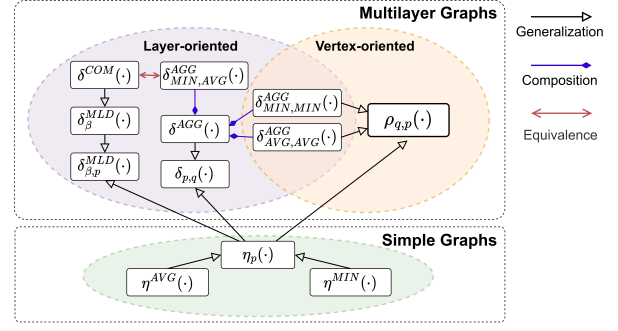 Multilayer Graphs
Layer-oriented
Vertex-oriented
δ^{COM}(·)
δ^{AGG}_{MIN,AVG}(·)
δ^{MLD}_{β}(·)
δ^{AGG}(·)
δ^{AGG}_{MIN,MIN}(·)
δ^{AGG}_{AVG,AVG}(·)
ρ_{q,p}(·)
δ^{MLD}_{β,p}(·)
δ_{p,q}(·)
Simple Graphs
η_p(·)
η^{AVG}(·)
η^{MIN}(·)
Generalization
Composition
Equivalence